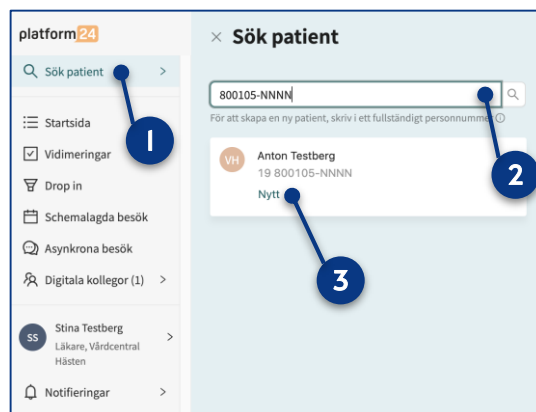 platform24
Sök patient
Startsida
Vidimeringar
Drop in
Schemalagda besök
Asynkrona besök
Digitala kollegor (1)
SS
Stina Testberg
Läkare, Vårdcentral
Hästen
Notifieringar
1
× Sök patient
800105-NNNN
För att skapa en ny patient, skriv i ett fullständigt personnummer
2
VH
Anton Testberg
19 800105-NNNN
Nytt
3